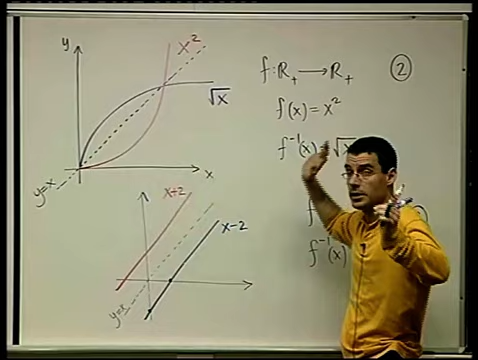 y
x²
√x
y=x
x
x+2
x-2
y=x
f: R₊ → R₊
②
f(x) = x²
f⁻¹(x) = √x
f⁻¹(x)